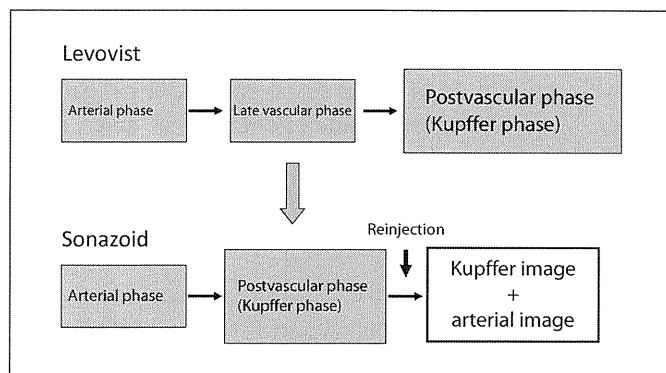 Levovist
Arterial phase
Late vascular phase
Postvascular phase
(Kupffer phase)
Sonazoid
Reinjection
Arterial phase
Postvascular phase
(Kupffer phase)
Kupffer image
+
arterial image